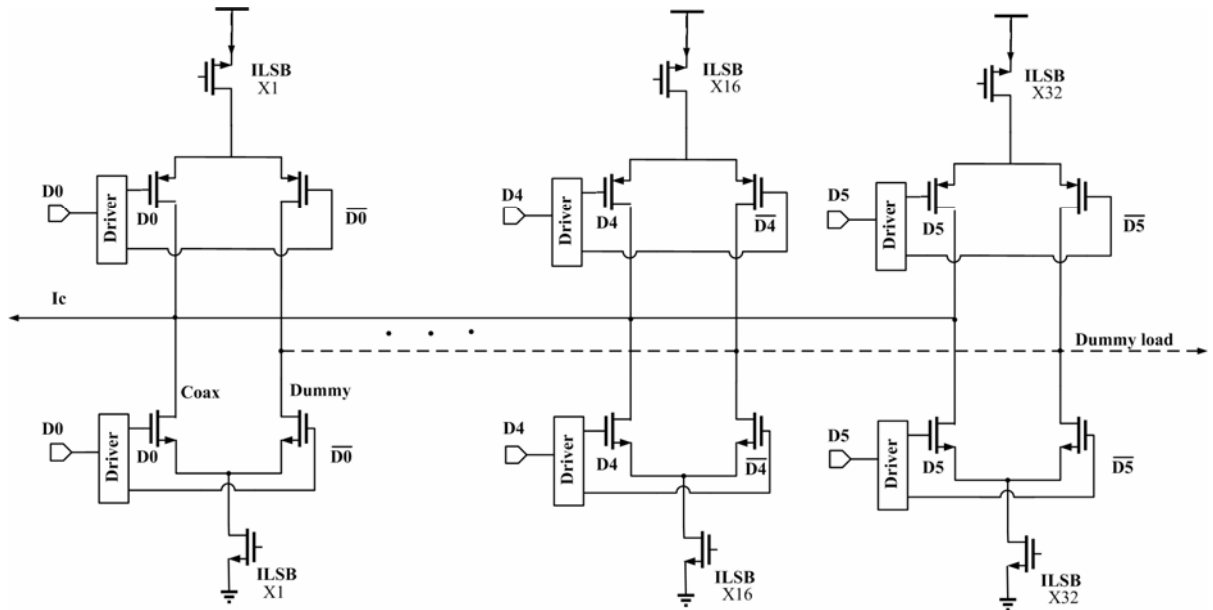 ILSB
X1
ILSB
X16
ILSB
X32
D0
Driver
D0
D0
D4
Driver
D4
D4
D5
Driver
D5
D5
Ic
. . .
Dummy load
Coax
Dummy
D0
Driver
D0
D0
D4
Driver
D4
D4
D5
Driver
D5
D5
ILSB
X1
ILSB
X16
ILSB
X32